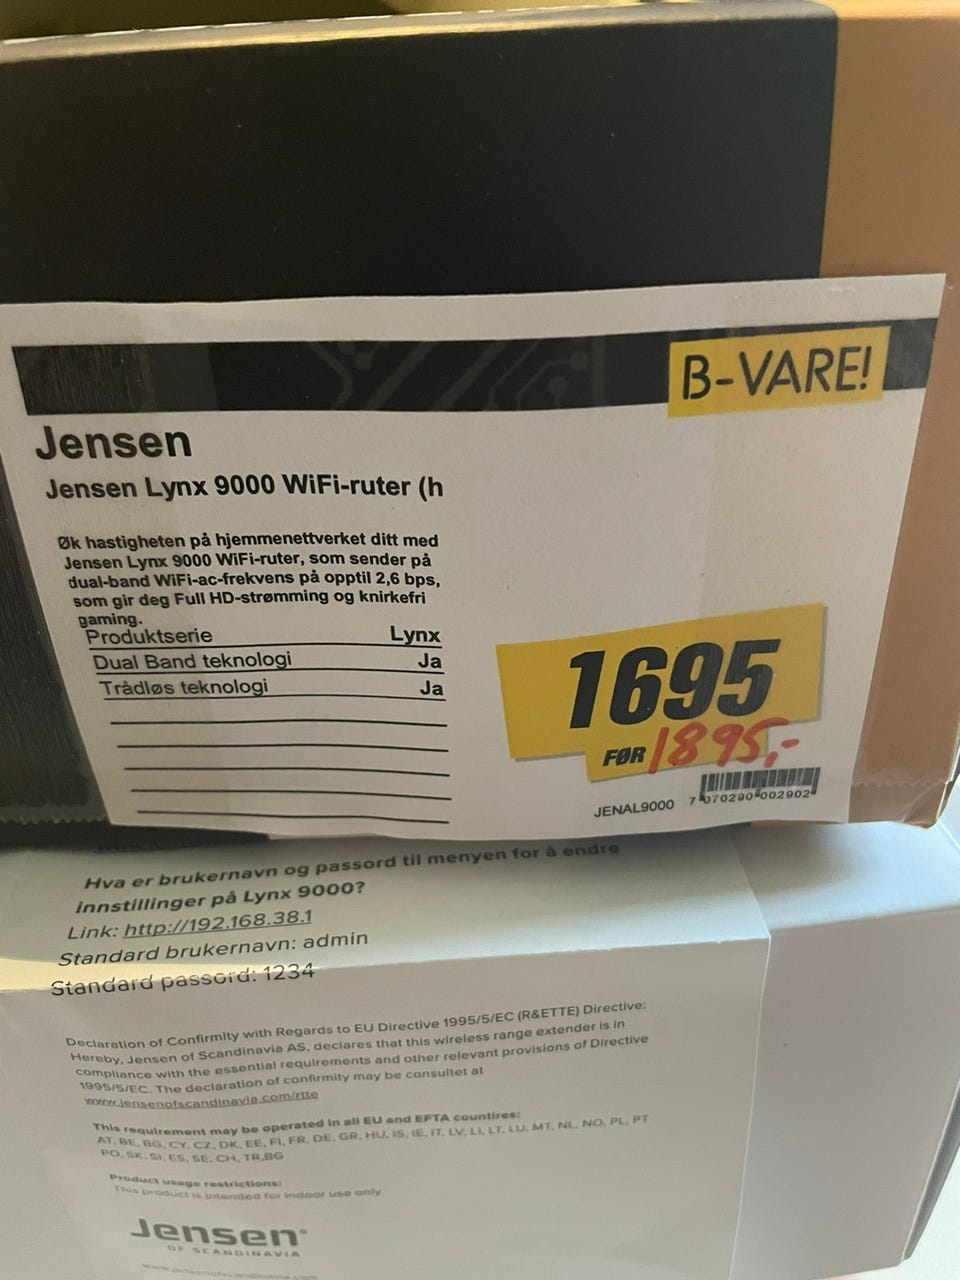 B-VARE!
Jensen
Jensen Lynx 9000 WiFi-ruter (h
Øk hastigheten på hjemmenettverket ditt med
Jensen Lynx 9000 WiFi-ruter, som sender på
dual-band WiFi-ac-frekvens på opptil 2,6 bps,
som gir deg Full HD-strømming og knirkefri
gaming.
Produktserie Lynx
Dual Band teknologi Ja
Trådløs teknologi Ja
1695
FØR 1895,-
JENAL9000 7 070290 002902
Hva er brukernavn og passord til menyen for å endre
innstillinger på Lynx 9000?
Link: http://192.168.38.1
Standard brukernavn: admin
Standard passord: 1234
Declaration of Confirmity with Regards to EU Directive 1995/5/EC (R&ETTE) Directive:
Hereby, Jensen of Scandinavia AS, declares that this wireless range extender is in
compliance with the essential requirements and other relevant provisions of Directive
1995/5/EC. The declaration of confirmity may be consultet at
www.jensenofscandinavia.com/rtte
This requirement may be operated in all EU and EFTA countires:
AT, BE, BG, CY, CZ, DK, EE, FI, FR, DE, GR, HU, IS, IE, IT, LV, LI, LT, LU, MT, NL, NO, PL, PT
PO, SK, SI, ES, SE, CH, TR,BG
Product usage restrictions:
This product is intended for indoor use only.
Jensen®
OF SCANDINAVIA
www.jensenofscandinavia.com